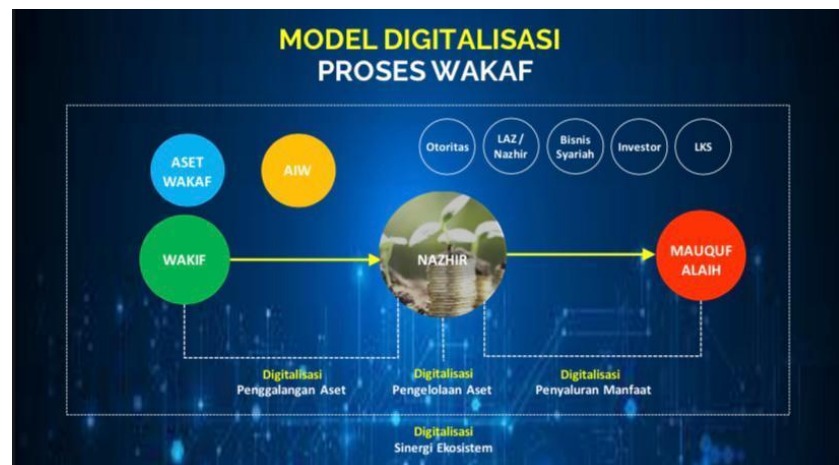 MODEL DIGITALISASI
PROSES WAKAF
ASET
WAKAF
AIW
Otoritas
LAZ /
Nazhir
Bisnis
Syariah
Investor
LKS
WAKIF
NAZHIR
MAUQUF
ALAIH
Digitalisasi
Penggalangan Aset
Digitalisasi
Pengelolaan Aset
Digitalisasi
Penyaluran Manfaat
Digitalisasi
Sinergi Ekosistem